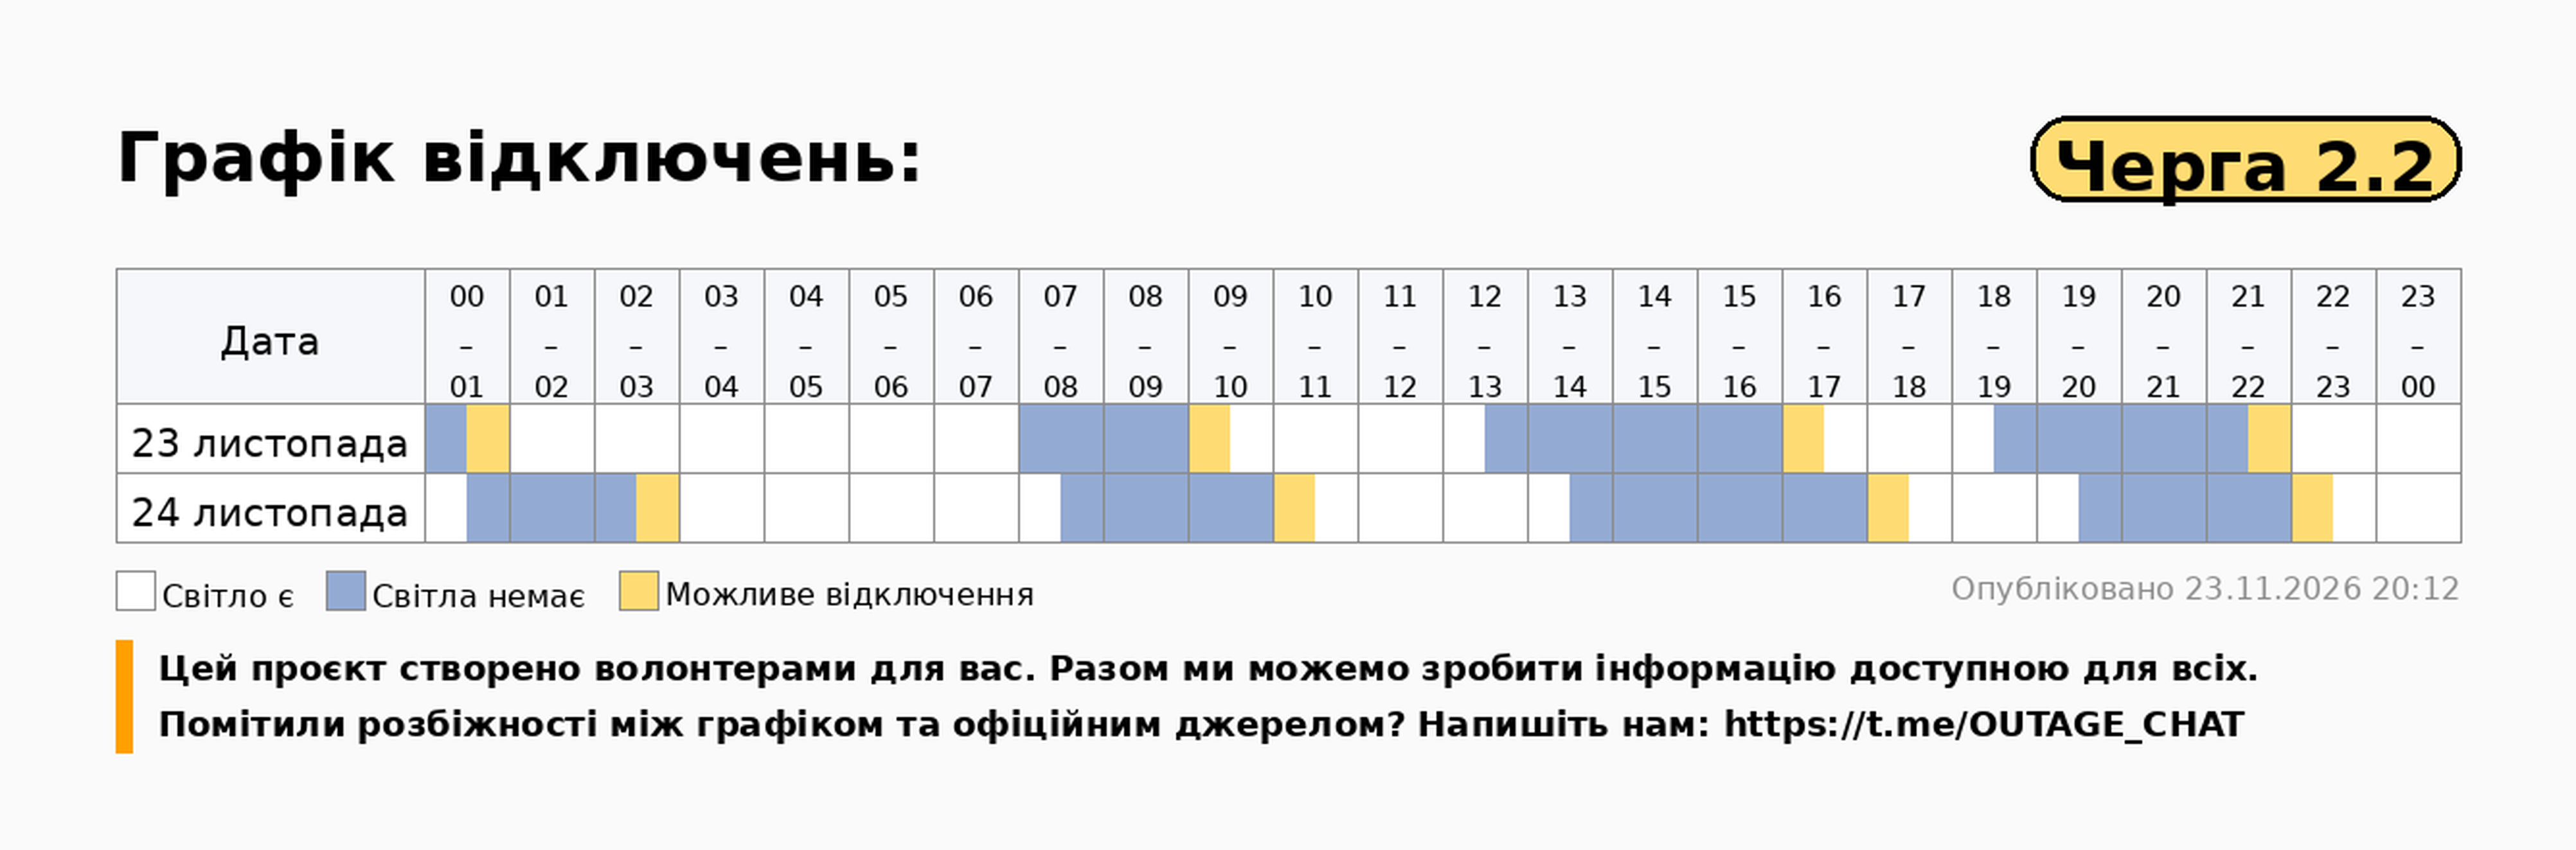 Графік відключень:
Черга 2.2
Дата
00 – 01
01 – 02
02 – 03
03 – 04
04 – 05
05 – 06
06 – 07
07 – 08
08 – 09
09 – 10
10 – 11
11 – 12
12 – 13
13 – 14
14 – 15
15 – 16
16 – 17
17 – 18
18 – 19
19 – 20
20 – 21
21 – 22
22 – 23
23 – 00
23 листопада
24 листопада
Світло є
Світла немає
Можливе відключення
Опубліковано 23.11.2026 20:12
Цей проєкт створено волонтерами для вас. Разом ми можемо зробити інформацію доступною для всіх.
Помітили розбіжності між графіком та офіційним джерелом? Напишіть нам: https://t.me/OUTAGE_CHAT